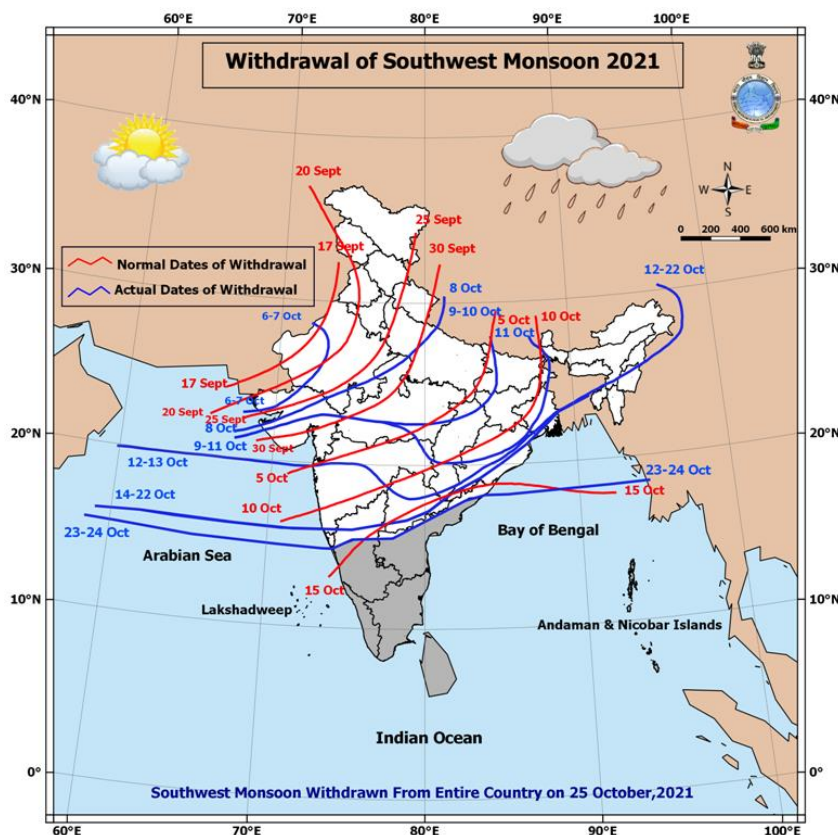 60°E 70°E 80°E 90°E 100°E
Withdrawal of Southwest Monsoon 2021
40°N
40°N
N
W E
S
0 200 400 600 km
20 Sept
25 Sept
17 Sept
30 Sept
Normal Dates of Withdrawal
Actual Dates of Withdrawal
30°N
30°N
12-22 Oct
8 Oct
9-10 Oct
6-7 Oct
5 Oct
10 Oct
11 Oct
17 Sept
6-7 Oct
20 Sept
25 Sept
8 Oct
20°N
20°N
9-11 Oct
30 Sept
12-13 Oct
5 Oct
23-24 Oct
15 Oct
14-22 Oct
10 Oct
23-24 Oct
Bay of Bengal
Arabian Sea
15 Oct
10°N
10°N
Lakshadweep
Andaman & Nicobar Islands
Indian Ocean
0°
0°
Southwest Monsoon Withdrawn From Entire Country on 25 October,2021
60°E 70°E 80°E 90°E 100°E